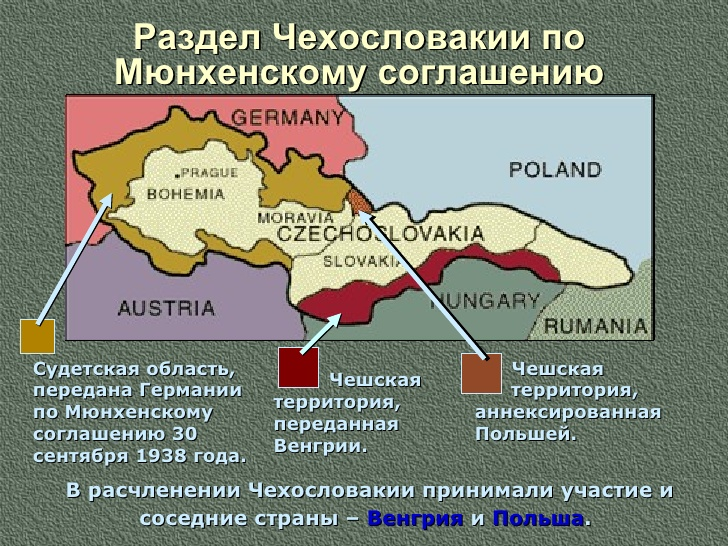 Раздел Чехословакии по
Мюнхенскому соглашению
GERMANY
POLAND
PRAGUE
BOHEMIA
MORAVIA
CZECHOSLOVAKIA
SLOVAKIA
AUSTRIA
HUNGARY
RUMANIA
Судетская область,
передана Германии
по Мюнхенскому
соглашению 30
сентября 1938 года.
Чешская
территория,
переданная
Венгрии.
Чешская
территория,
аннексированная
Польшей.
В расчленении Чехословакии принимали участие и
соседние страны – Венгрия и Польша.